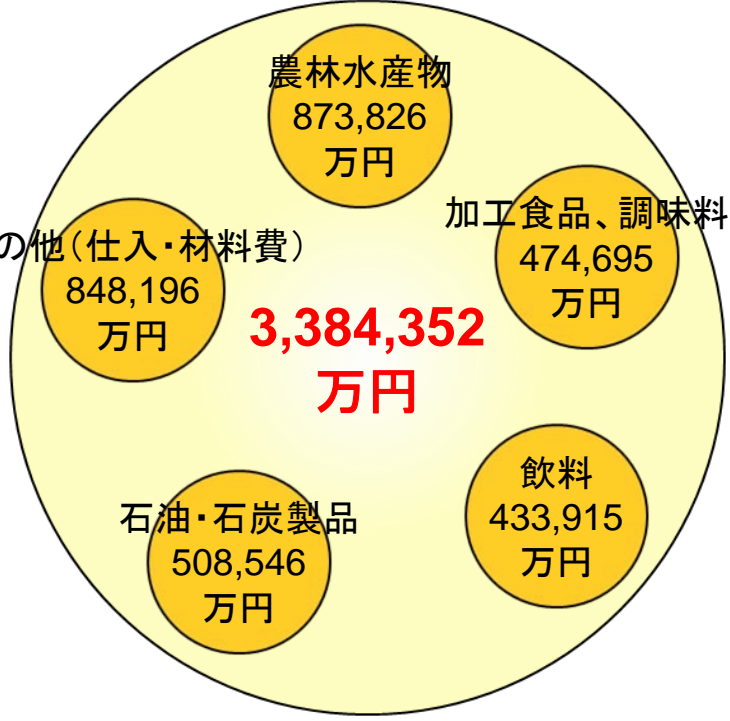 農林水産物
873,826
万円
加工食品、調味料
474,695
万円
の他（仕入・材料費）
848,196
万円
3,384,352
万円
飲料
433,915
万円
石油・石炭製品
508,546
万円